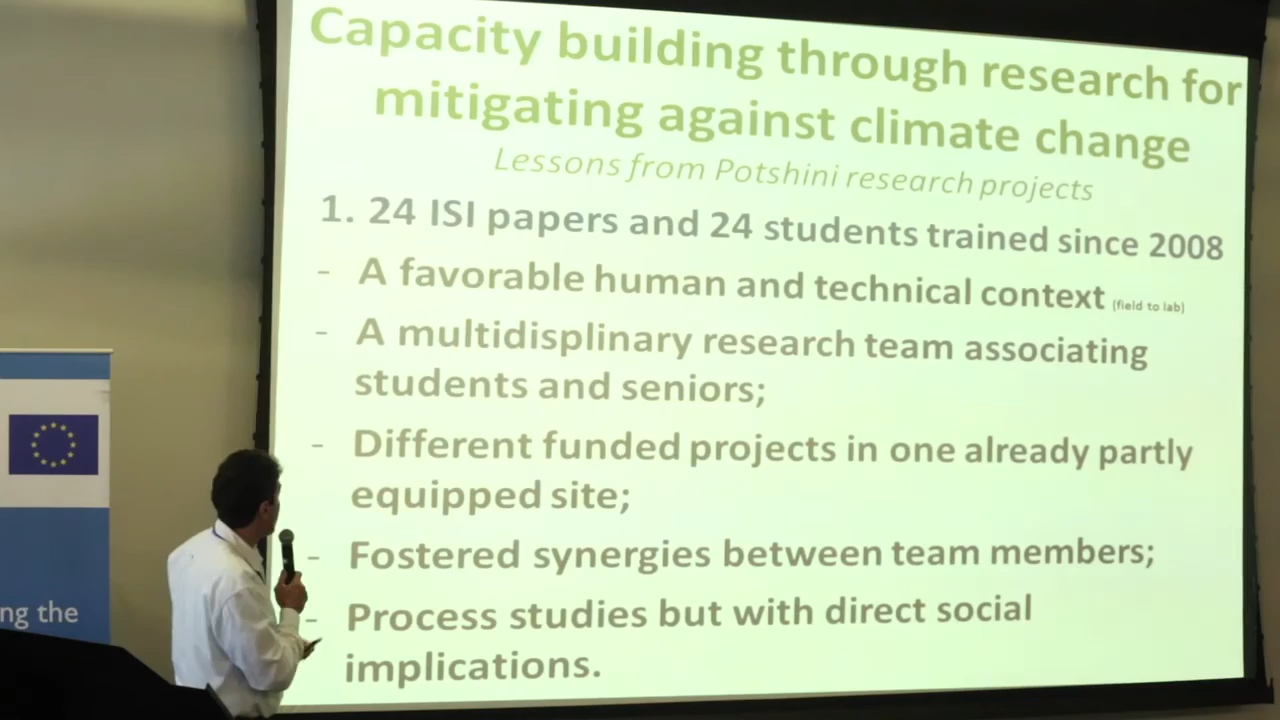 Capacity building through research for
mitigating against climate change
Lessons from Potshini research projects
1. 24 ISI papers and 24 students trained since 2008
- A favorable human and technical context (field to lab)
- A multidisplinary research team associating
students and seniors;
- Different funded projects in one already partly
equipped site;
- Fostered synergies between team members;
- Process studies but with direct social
implications.
ng the